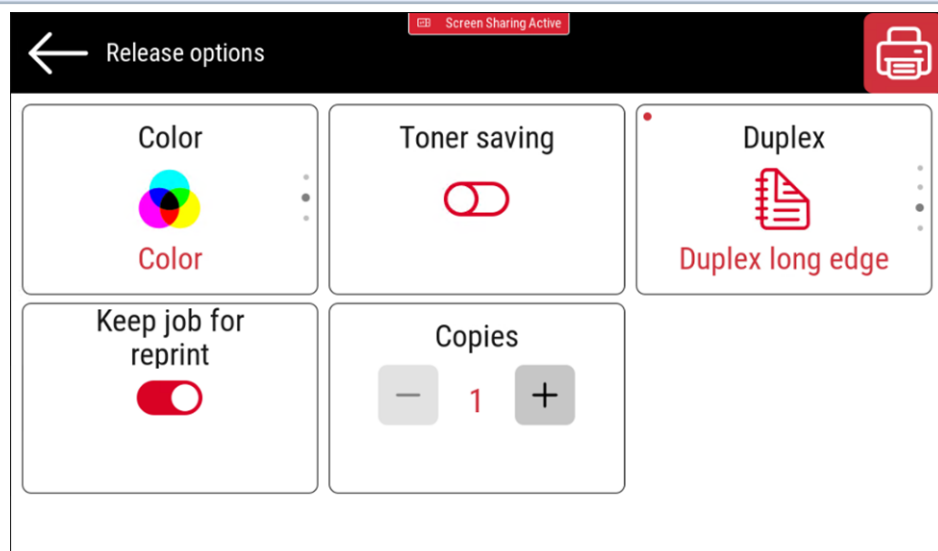 Screen Sharing Active
Release options
Color
Color
Toner saving
Duplex
Duplex long edge
Keep job for
reprint
Copies
1